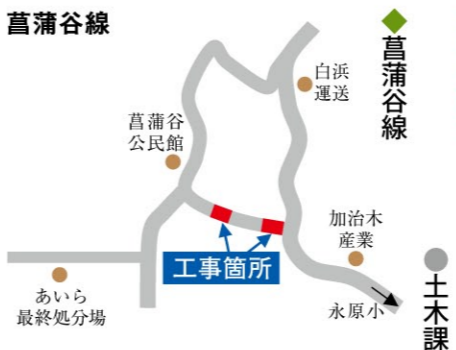 菖蒲谷線
白浜
運送
菖蒲谷
公民館
工事箇所
加治木
産業
あいら
最終処分場
永原小
◆菖蒲谷線
●土木課